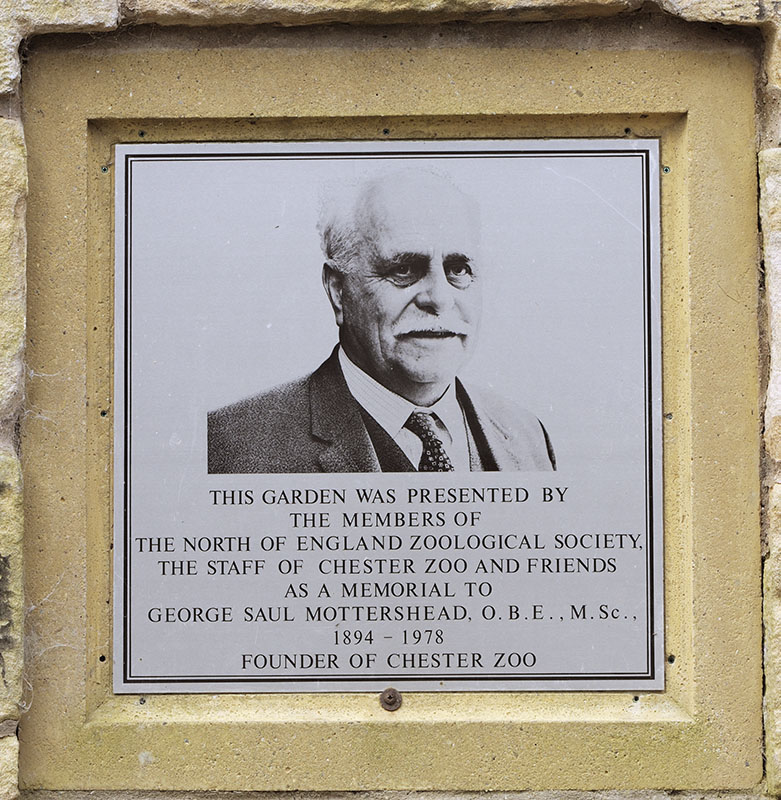 THIS GARDEN WAS PRESENTED BY
THE MEMBERS OF
THE NORTH OF ENGLAND ZOOLOGICAL SOCIETY,
THE STAFF OF CHESTER ZOO AND FRIENDS
AS A MEMORIAL TO
GEORGE SAUL MOTTERSHEAD, O.B.E., M.Sc.,
1894 – 1978
FOUNDER OF CHESTER ZOO